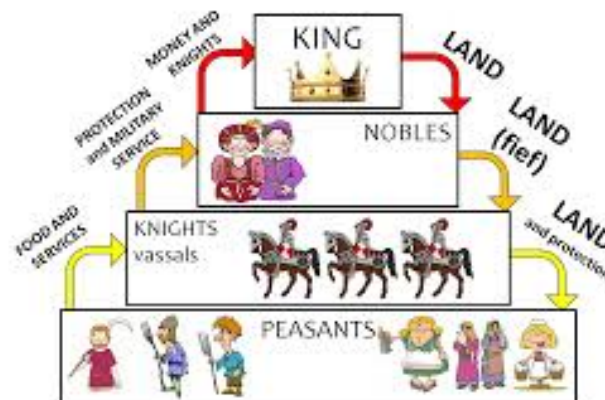 KING
MONEY AND
KNIGHTS
LAND
NOBLES
PROTECTION
and MILITARY
SERVICE
LAND
(fief)
KNIGHTS
vassals
FOOD AND
SERVICES
LAND
and protection
PEASANTS